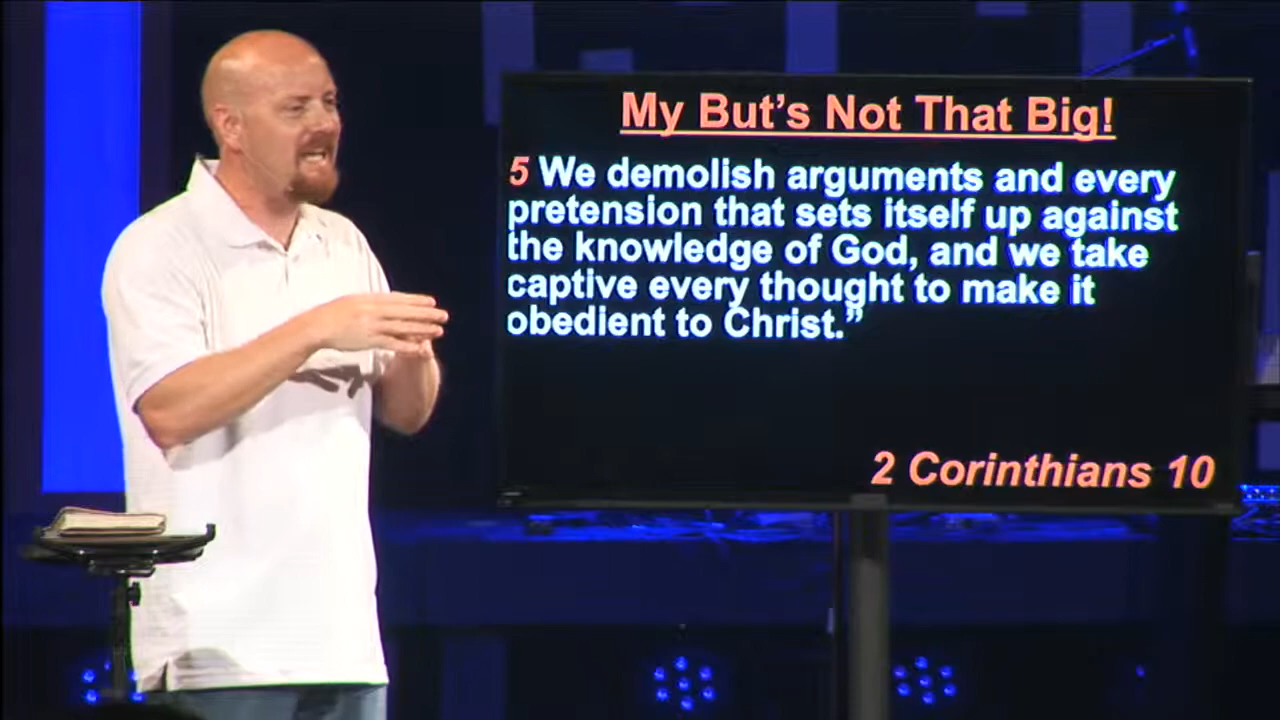 My But’s Not That Big!
5 We demolish arguments and every
pretension that sets itself up against
the knowledge of God, and we take
captive every thought to make it
obedient to Christ.”
2 Corinthians 10